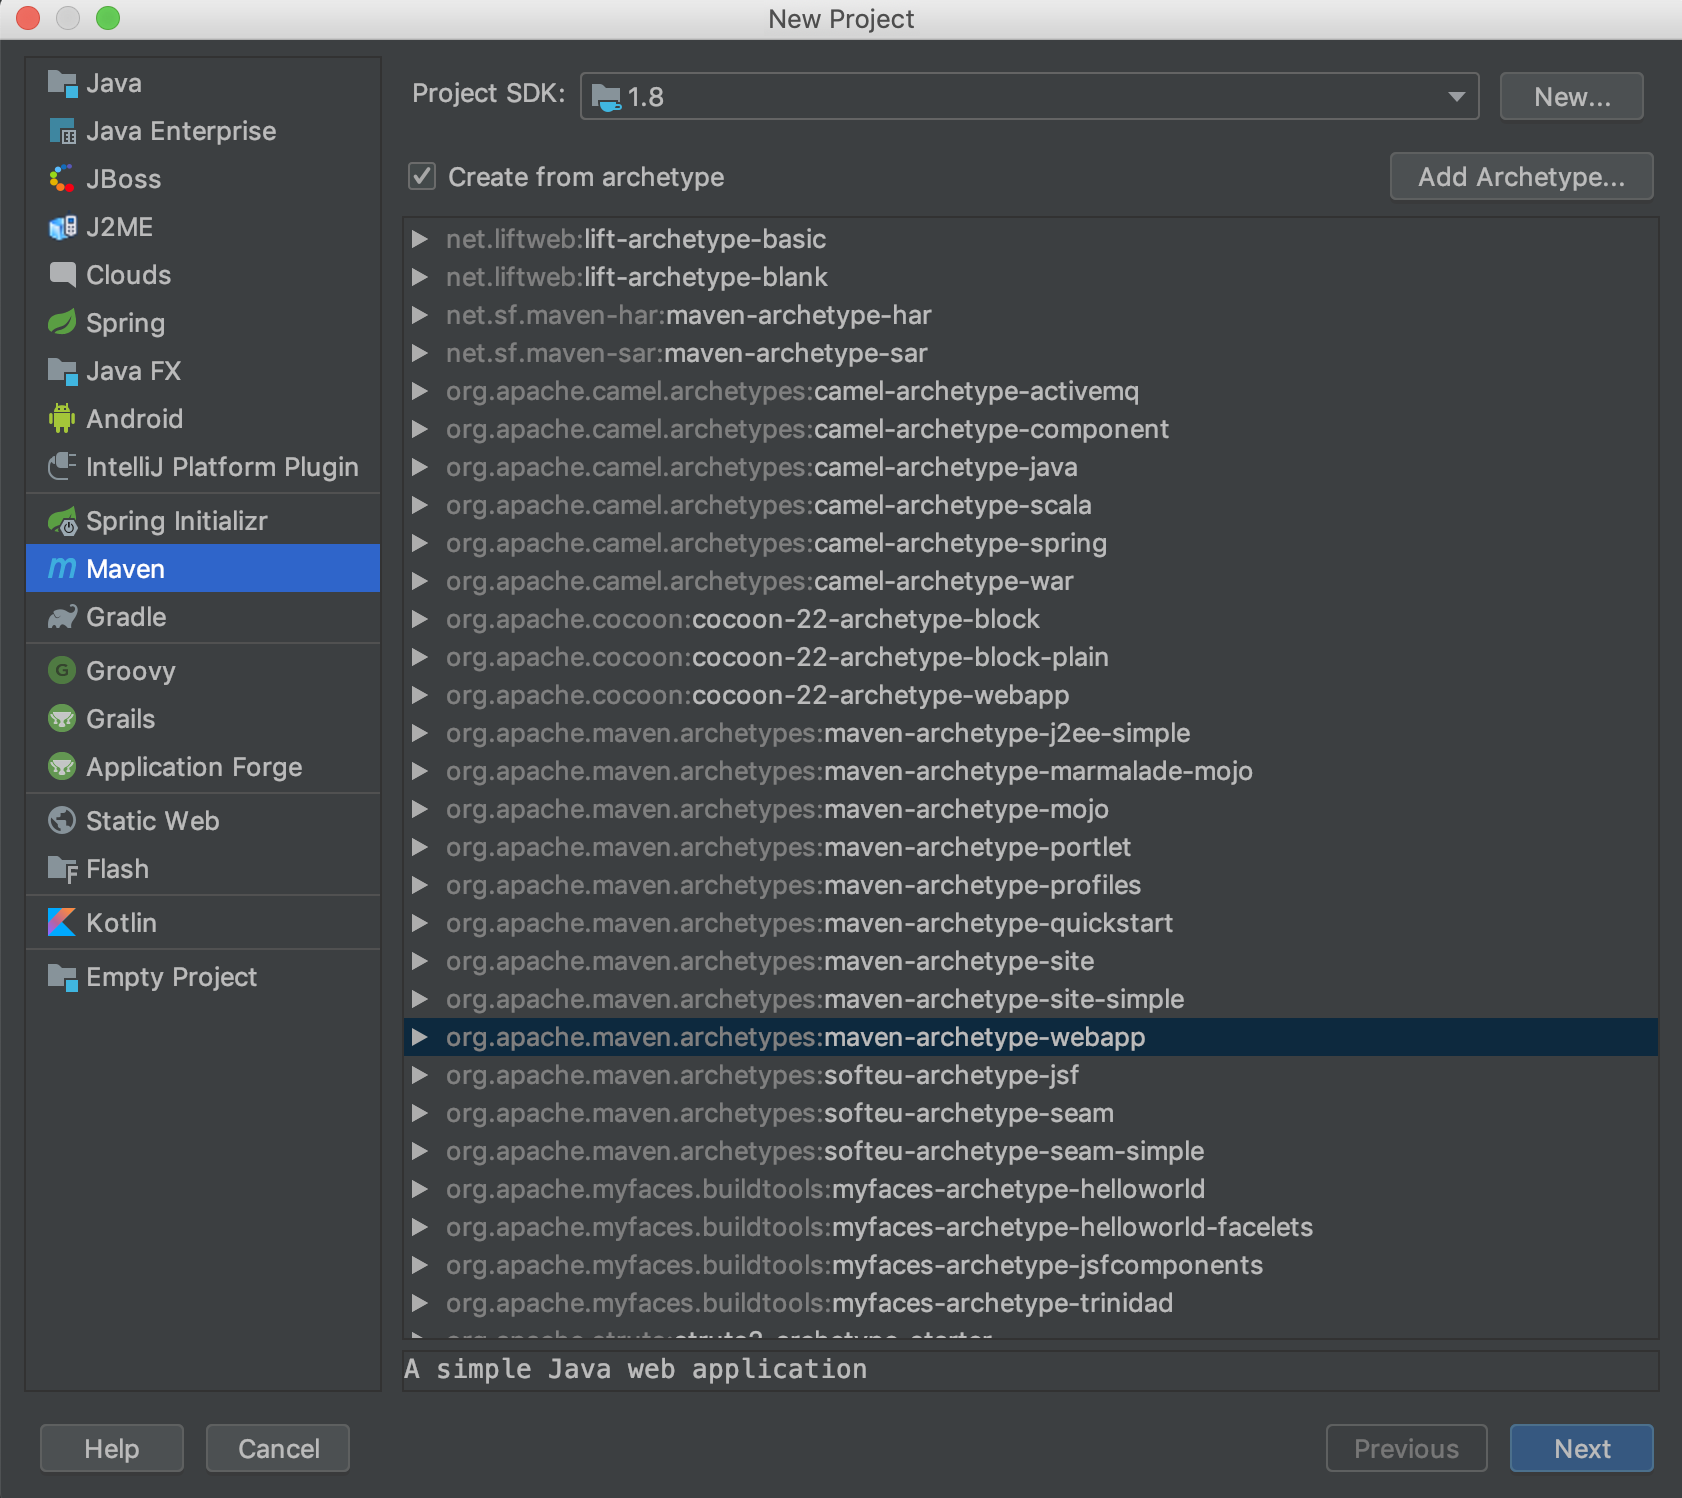 New Project
Java
Java Enterprise
JBoss
J2ME
Clouds
Spring
Java FX
Android
IntelliJ Platform Plugin
Spring Initializr
Maven
Gradle
Groovy
Grails
Application Forge
Static Web
Flash
Kotlin
Empty Project
Project SDK: 1.8 New...
Create from archetype Add Archetype...
net.liftweb:lift-archetype-basic
net.liftweb:lift-archetype-blank
net.sf.maven-har:maven-archetype-har
net.sf.maven-sar:maven-archetype-sar
org.apache.camel.archetypes:camel-archetype-activemq
org.apache.camel.archetypes:camel-archetype-component
org.apache.camel.archetypes:camel-archetype-java
org.apache.camel.archetypes:camel-archetype-scala
org.apache.camel.archetypes:camel-archetype-spring
org.apache.camel.archetypes:camel-archetype-war
org.apache.cocoon:cocoon-22-archetype-block
org.apache.cocoon:cocoon-22-archetype-block-plain
org.apache.cocoon:cocoon-22-archetype-webapp
org.apache.maven.archetypes:maven-archetype-j2ee-simple
org.apache.maven.archetypes:maven-archetype-marmalade-mojo
org.apache.maven.archetypes:maven-archetype-mojo
org.apache.maven.archetypes:maven-archetype-portlet
org.apache.maven.archetypes:maven-archetype-profiles
org.apache.maven.archetypes:maven-archetype-quickstart
org.apache.maven.archetypes:maven-archetype-site
org.apache.maven.archetypes:maven-archetype-site-simple
org.apache.maven.archetypes:maven-archetype-webapp
org.apache.maven.archetypes:softeu-archetype-jsf
org.apache.maven.archetypes:softeu-archetype-seam
org.apache.maven.archetypes:softeu-archetype-seam-simple
org.apache.myfaces.buildtools:myfaces-archetype-helloworld
org.apache.myfaces.buildtools:myfaces-archetype-helloworld-facelets
org.apache.myfaces.buildtools:myfaces-archetype-jsfcomponents
org.apache.myfaces.buildtools:myfaces-archetype-trinidad
org.apache.struts:struts2-archetype-starter
A simple Java web application
Help Cancel Previous Next